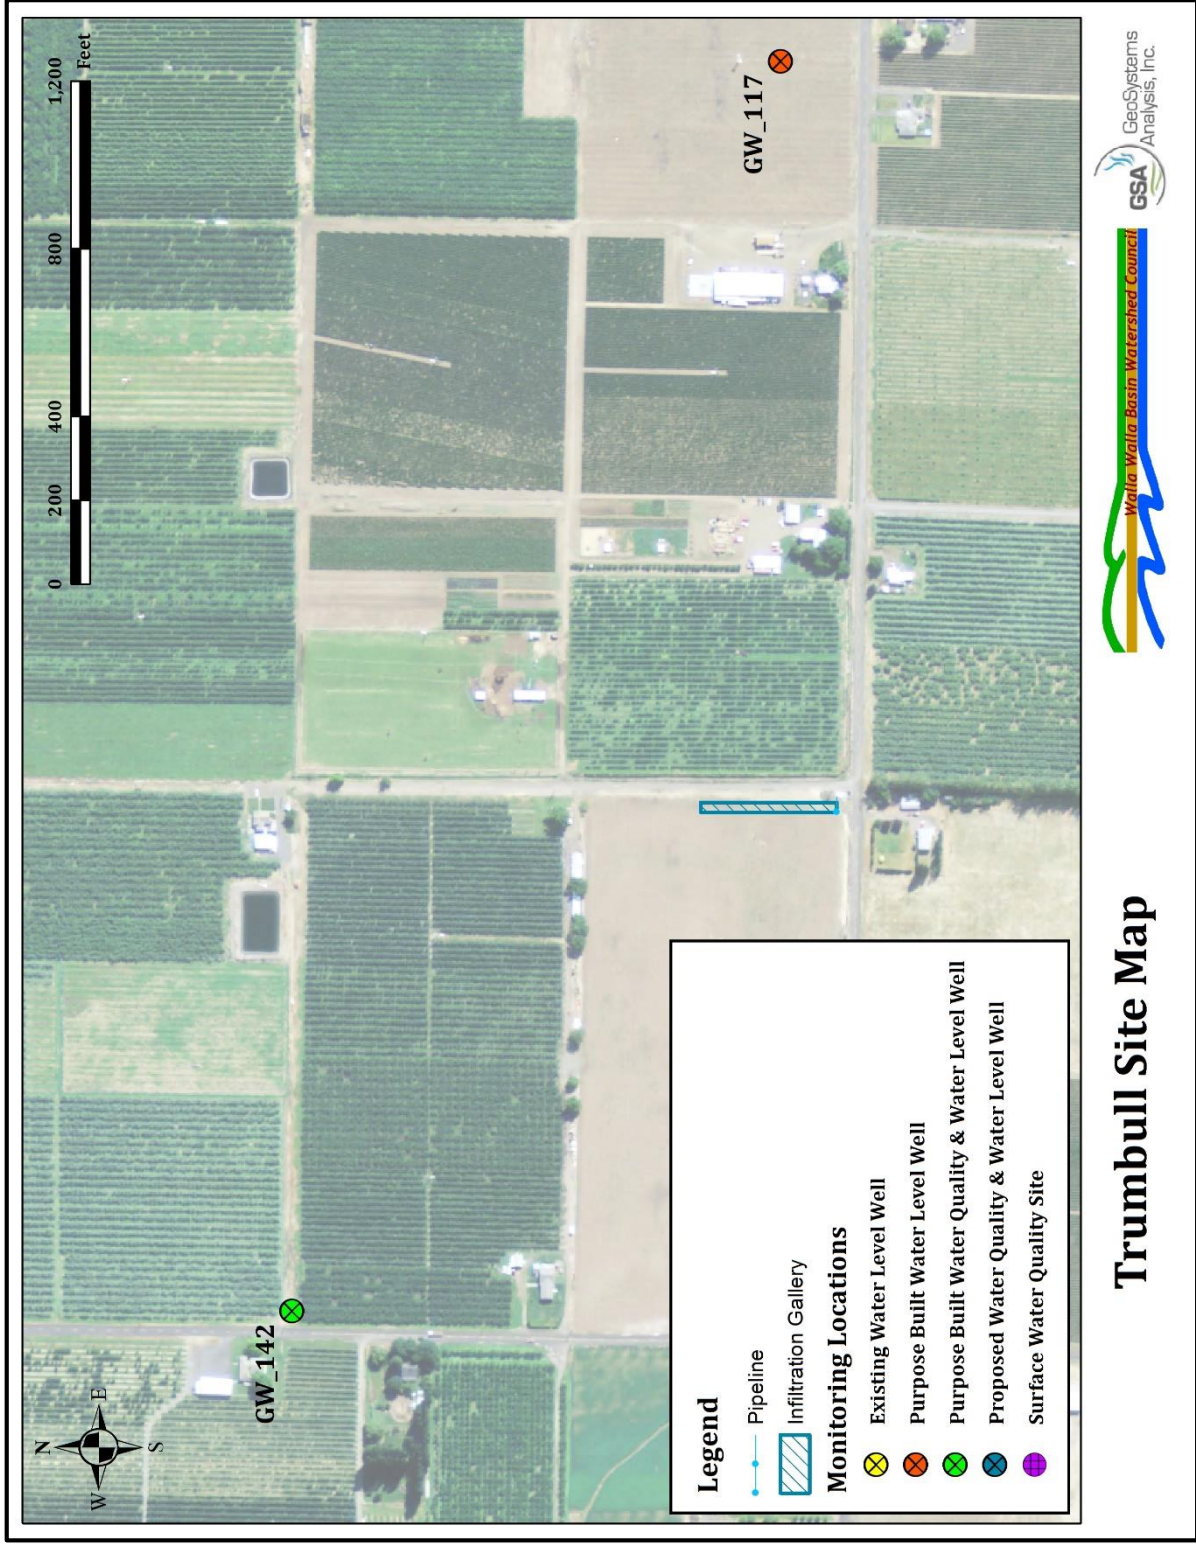 N
W
E
S
0
200
400
800
1,200
Feet
GW_142
GW_117
Legend
Pipeline
Infiltration Gallery
Monitoring Locations
Existing Water Level Well
Purpose Built Water Level Well
Purpose Built Water Quality & Water Level Well
Proposed Water Quality & Water Level Well
Surface Water Quality Site
Trumbull Site Map
Walla Walla Basin Watershed Council
GSA
GeoSystems
Analysis, Inc.